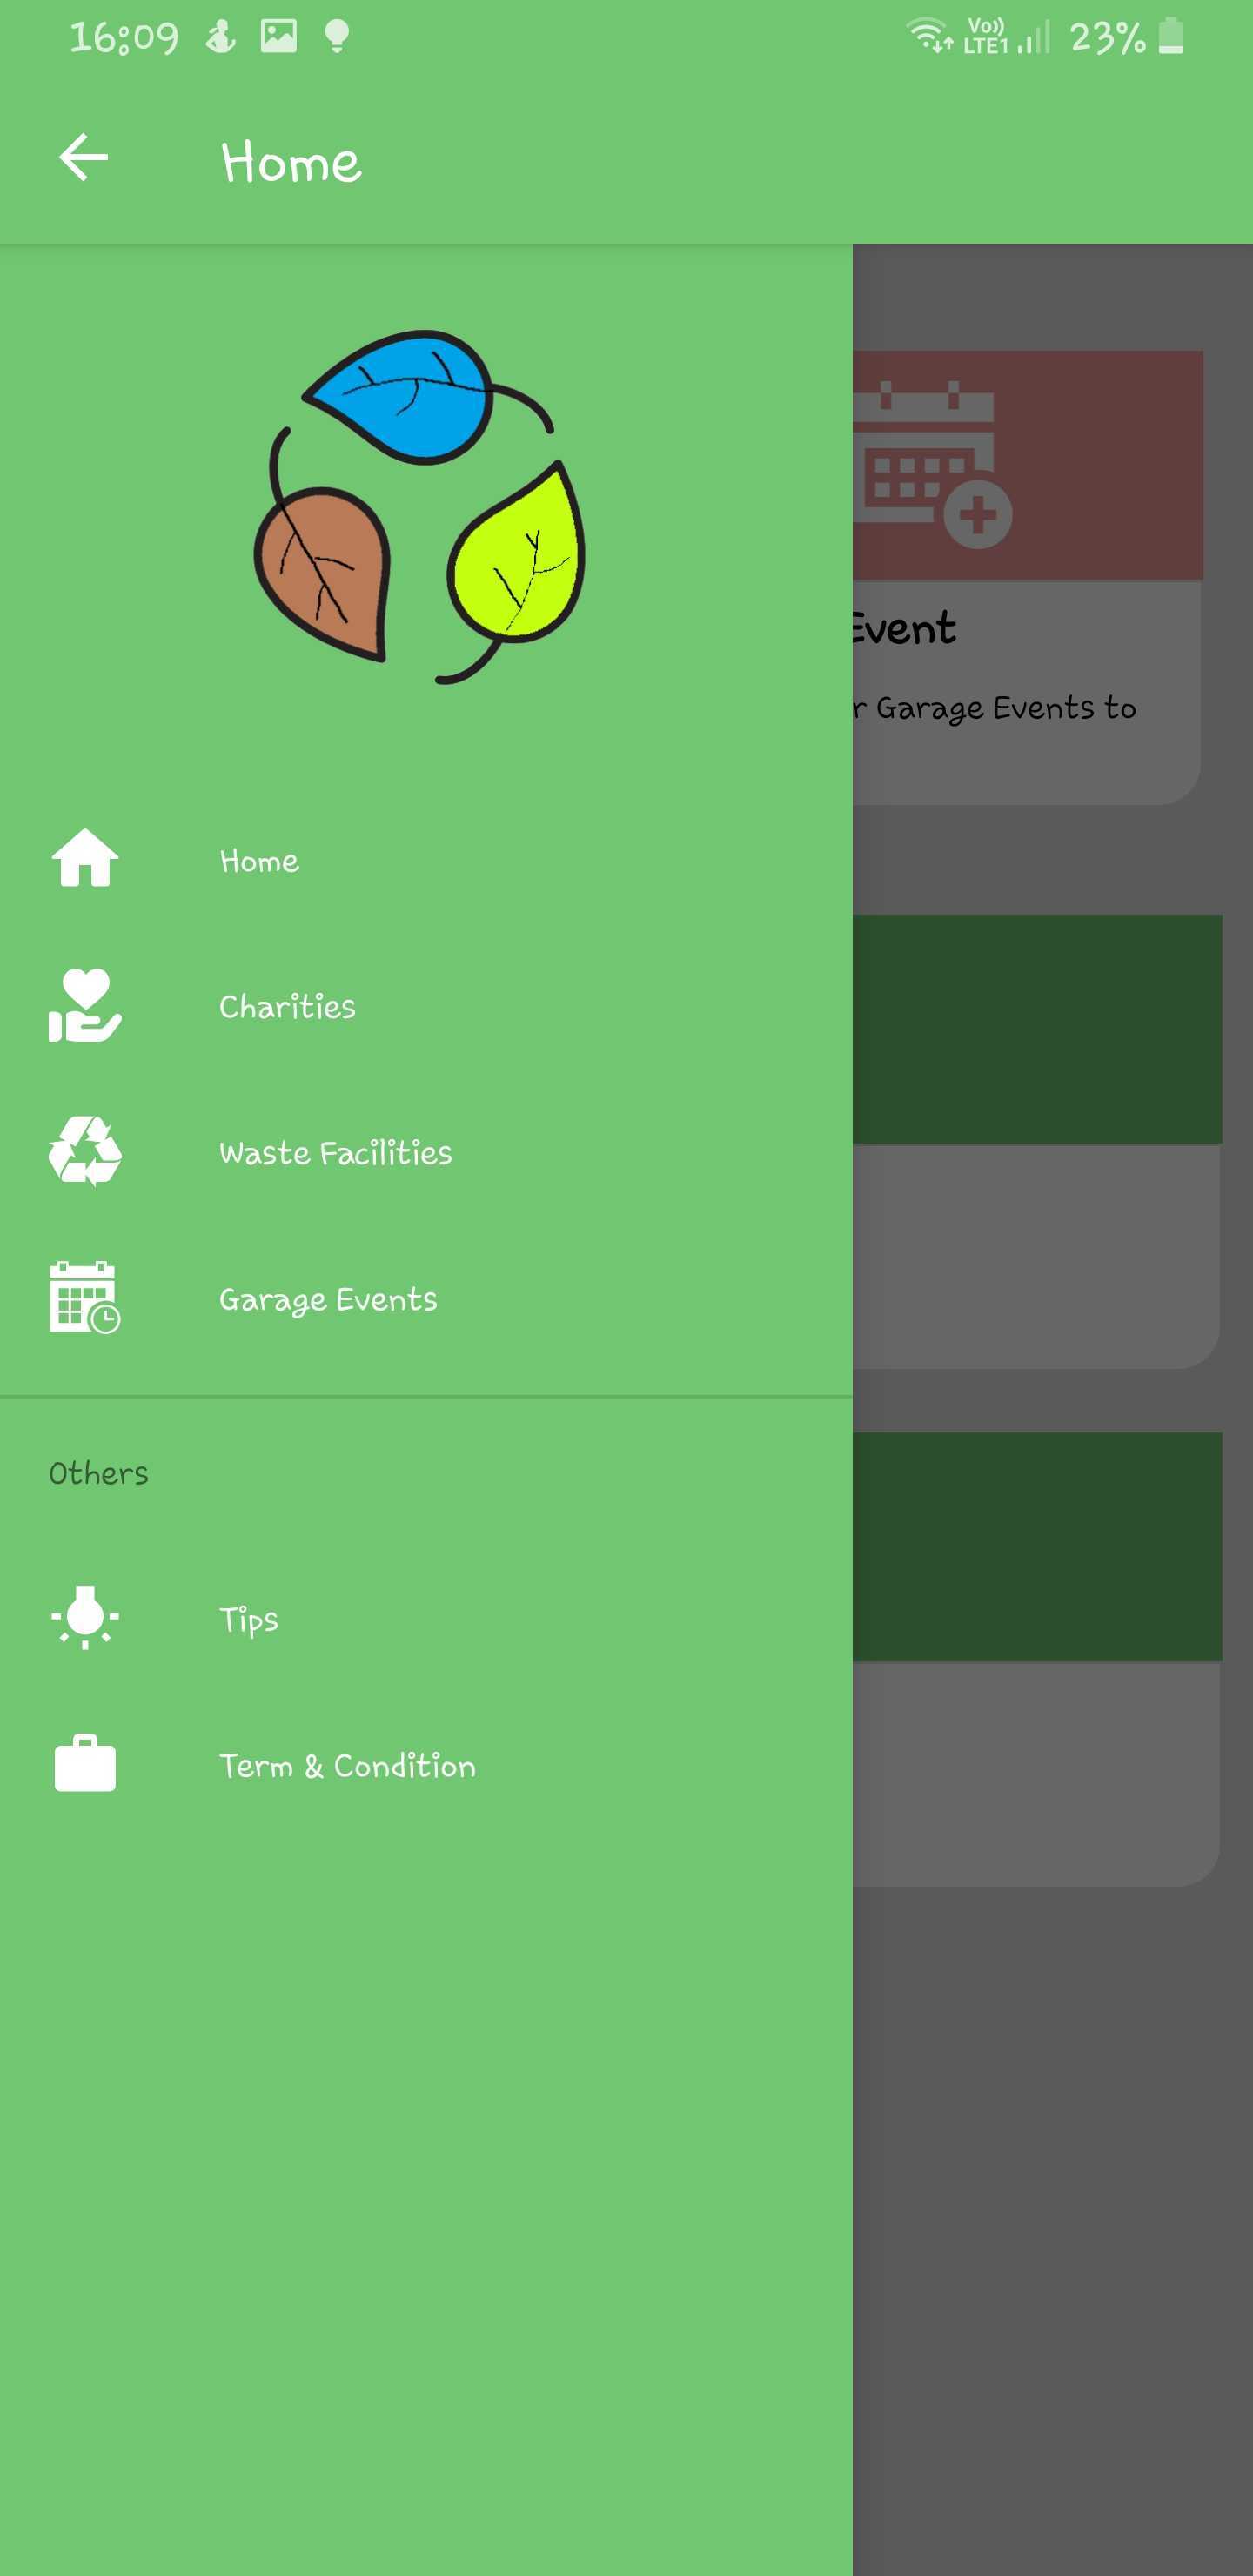 16:09 Vo)) LTE1 23%
Home
Event
r Garage Events to
Home
Charities
Waste Facilities
Garage Events
Others
Tips
Term & Condition